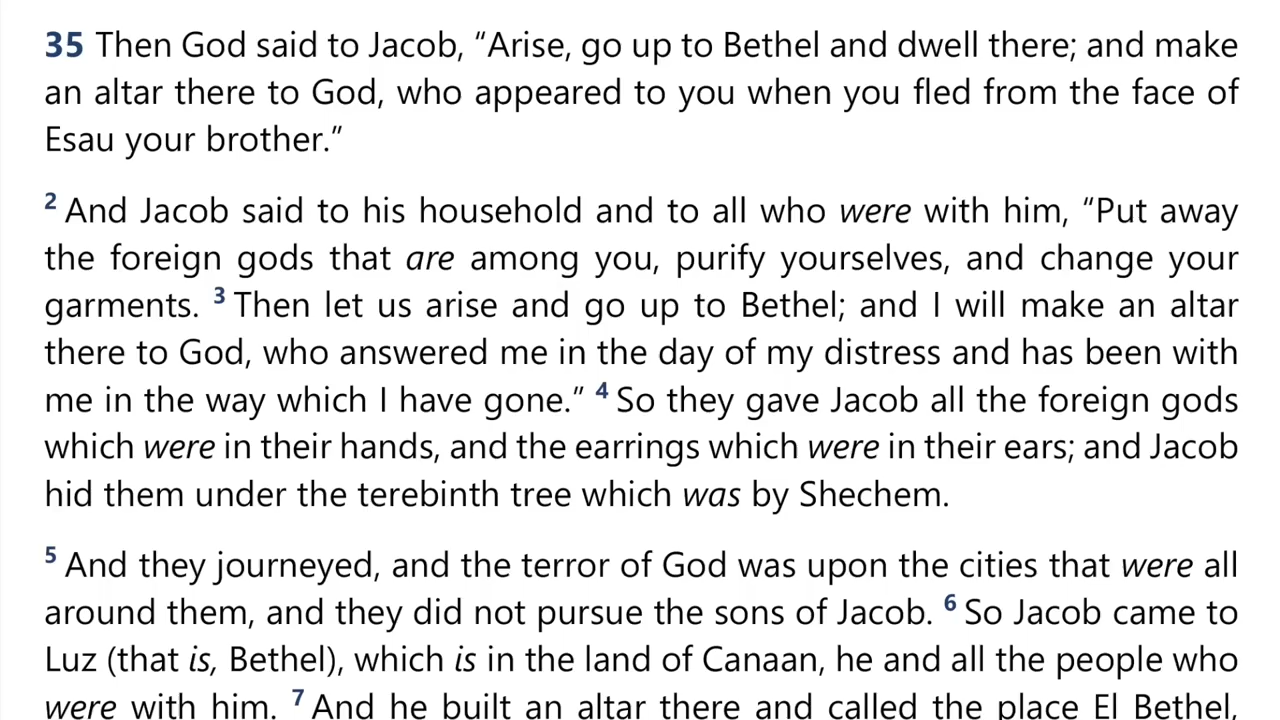 35 Then God said to Jacob, “Arise, go up to Bethel and dwell there; and make
an altar there to God, who appeared to you when you fled from the face of
Esau your brother.”
2 And Jacob said to his household and to all who were with him, “Put away
the foreign gods that are among you, purify yourselves, and change your
garments. 3 Then let us arise and go up to Bethel; and I will make an altar
there to God, who answered me in the day of my distress and has been with
me in the way which I have gone.” 4 So they gave Jacob all the foreign gods
which were in their hands, and the earrings which were in their ears; and Jacob
hid them under the terebinth tree which was by Shechem.
5 And they journeyed, and the terror of God was upon the cities that were all
around them, and they did not pursue the sons of Jacob. 6 So Jacob came to
Luz (that is, Bethel), which is in the land of Canaan, he and all the people who
were with him. 7 And he built an altar there and called the place El Bethel,